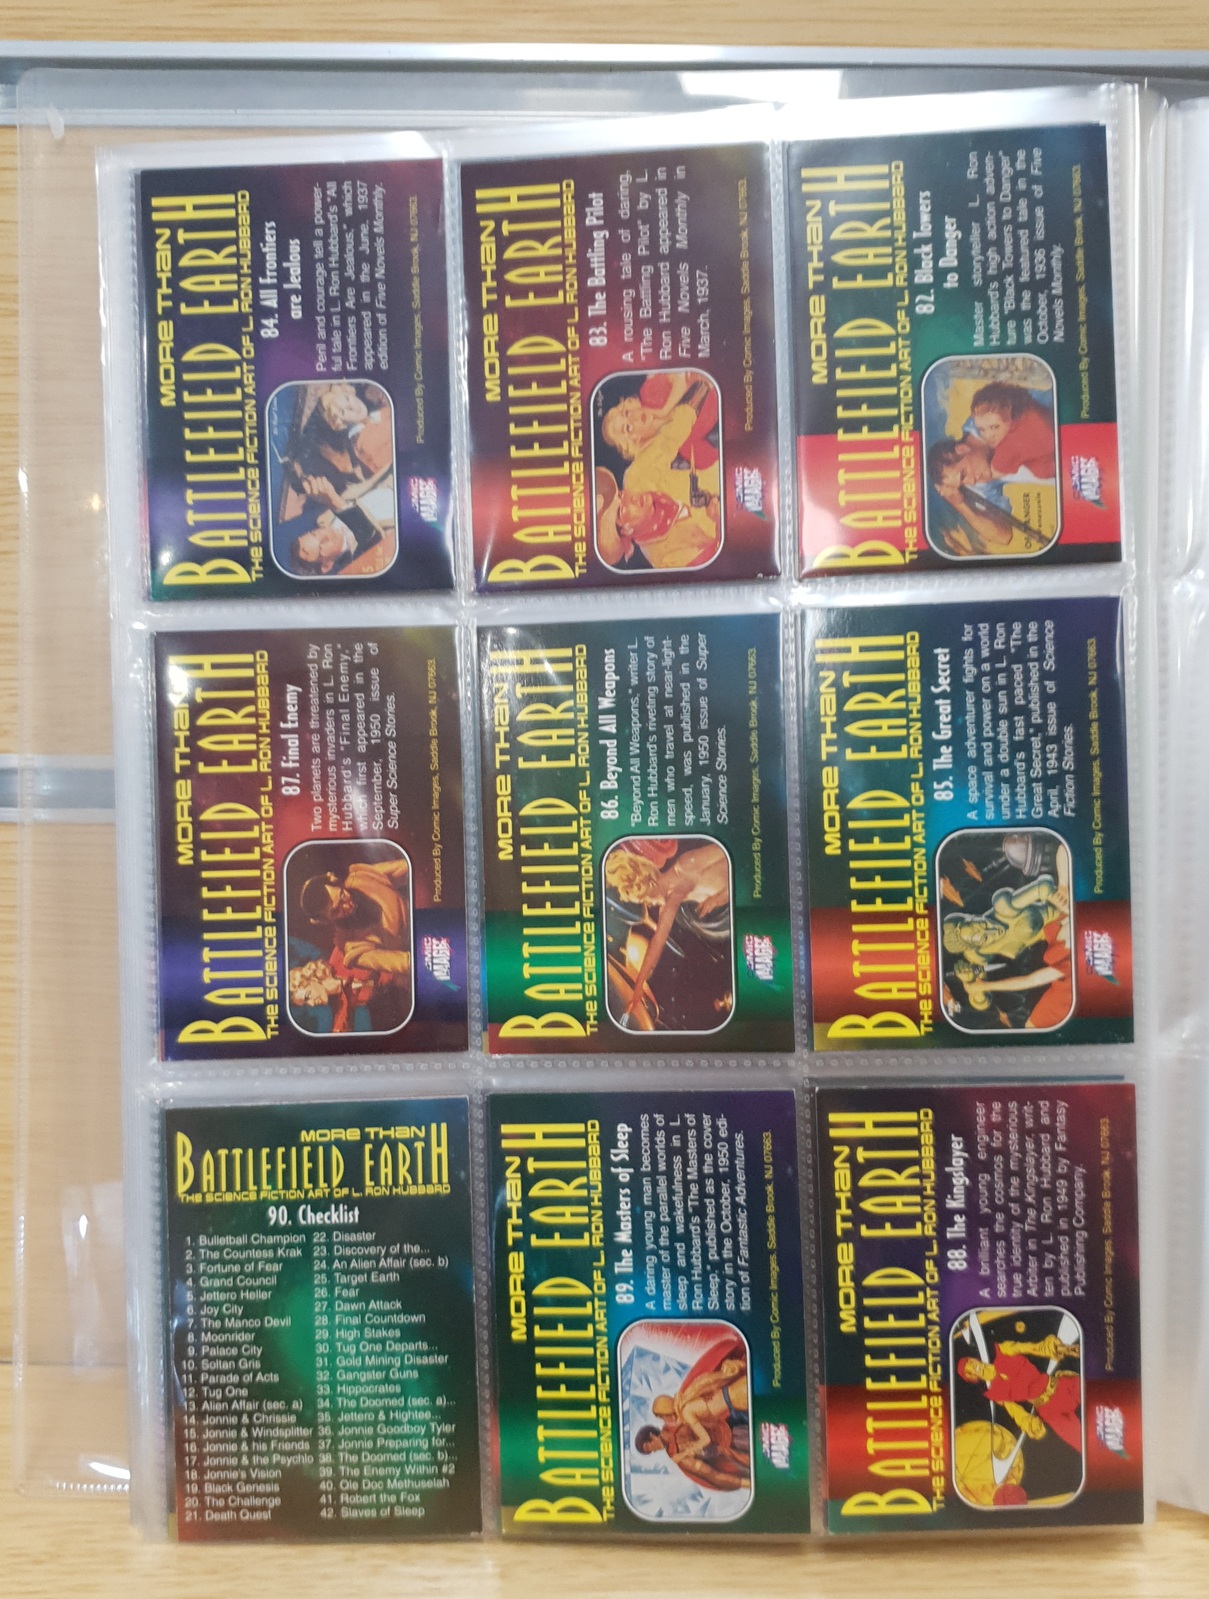 MORE THAN
BATTLEFIELD EARTH
THE SCIENCE FICTION ART OF L. RON HUBBARD
84. All Frontiers
are Jealous
Peril and courage tell a power-
ful tale in L. Ron Hubbard's "All
Frontiers Are Jealous," which
appeared in the June, 1937
edition of Five Novels Monthly.
Produced By Comic Images, Saddle Brook, NJ 07663.
COMIC
IMAGES
MORE THAN
BATTLEFIELD EARTH
THE SCIENCE FICTION ART OF L. RON HUBBARD
83. The Battling Pilot
A rousing tale of daring,
"The Battling Pilot" by L.
Ron Hubbard appeared in
Five Novels Monthly in
March, 1937.
Produced By Comic Images, Saddle Brook, NJ 07663.
COMIC
IMAGES
MORE THAN
BATTLEFIELD EARTH
THE SCIENCE FICTION ART OF L. RON HUBBARD
82. Black Towers
to Danger
Master storyteller L. Ron
Hubbard's high action adven-
ture "Black Towers to Danger"
was the featured tale in the
October, 1936 issue of Five
Novels Monthly.
Produced By Comic Images, Saddle Brook, NJ 07663.
COMIC
IMAGES
MORE THAN
BATTLEFIELD EARTH
THE SCIENCE FICTION ART OF L. RON HUBBARD
87. Final Enemy
Two planets are threatened by
mysterious invaders in L. Ron
Hubbard's "Final Enemy,"
which first appeared in the
September, 1950 issue of
Super Science Stories.
Produced By Comic Images, Saddle Brook, NJ 07663.
COMIC
IMAGES
MORE THAN
BATTLEFIELD EARTH
THE SCIENCE FICTION ART OF L. RON HUBBARD
86. Beyond All Weapons
"Beyond All Weapons," writer L.
Ron Hubbard's riveting story of
men who travel at near-light-
speed, was published in the
January, 1950 issue of Super
Science Stories.
Produced By Comic Images, Saddle Brook, NJ 07663.
COMIC
IMAGES
MORE THAN
BATTLEFIELD EARTH
THE SCIENCE FICTION ART OF L. RON HUBBARD
85. The Great Secret
A space adventurer fights for
survival and power on a world
under a double sun in L. Ron
Hubbard's fast paced "The
Great Secret," published in the
April, 1943 issue of Science
Fiction Stories.
Produced By Comic Images, Saddle Brook, NJ 07663
COMIC
IMAGES
MORE THAN
BATTLEFIELD EARTH
THE SCIENCE FICTION ART OF L. RON HUBBARD
90. Checklist
1. Bulletball Champion
2. The Countess Krak
3. Fortune of Fear
4. Grand Council
5. Jettero Heller
6. Joy City
7. The Manco Devil
8. Moonrider
9. Palace City
10. Soltan Gris
11. Parade of Acts
12. Tug One
13. Alien Affair (sec. a)
14. Jonnie & Chrissie
15. Jonnie & Windsplitter
16. Jonnie & his Friends
17. Jonnie & the Psychlo
18. Jonnie's Vision
19. Black Genesis
20. The Challenge
21. Death Quest
22. Disaster
23. Discovery of the...
24. An Alien Affair (sec. b)
25. Target Earth
26. Fear
27. Dawn Attack
28. Final Countdown
29. High Stakes
30. Tug One Departs...
31. Gold Mining Disaster
32. Gangster Guns
33. Hippocrates
34. The Doomed (sec. a)...
35. Jettero & Hightee...
36. Jonnie Goodboy Tyler
37. Jonnie Preparing for...
38. The Doomed (sec. b)...
39. The Enemy Within #2
40. Ole Doc Methuselah
41. Robert the Fox
42. Slaves of Sleep
MORE THAN
BATTLEFIELD EARTH
THE SCIENCE FICTION ART OF L. RON HUBBARD
89. The Masters of Sleep
A daring young man becomes
master of the parallel worlds of
sleep and wakefulness in L.
Ron Hubbard's "The Masters of
Sleep," published as the cover
story in the October, 1950 edi-
tion of Fantastic Adventures.
Produced By Comic Images, Saddle Brook, NJ 07663.
COMIC
IMAGES
MORE THAN
BATTLEFIELD EARTH
THE SCIENCE FICTION ART OF L. RON HUBBARD
88. The Kingslayer
A brilliant young engineer
searches the cosmos for the
true identity of the mysterious
Arbiter in The Kingslayer, writ-
ten by L. Ron Hubbard and
published in 1949 by Fantasy
Publishing Company.
Produced By Comic Images, Saddle Brook, NJ 07663.
COMIC
IMAGES